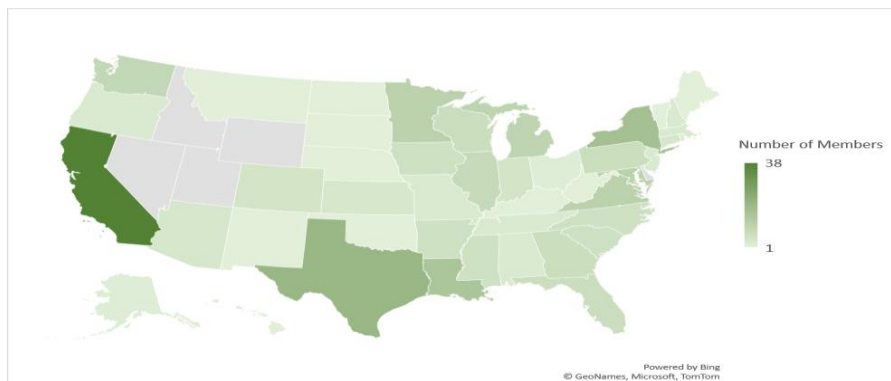 Number of Members
38
1
Powered by Bing
© GeoNames, Microsoft, TomTom